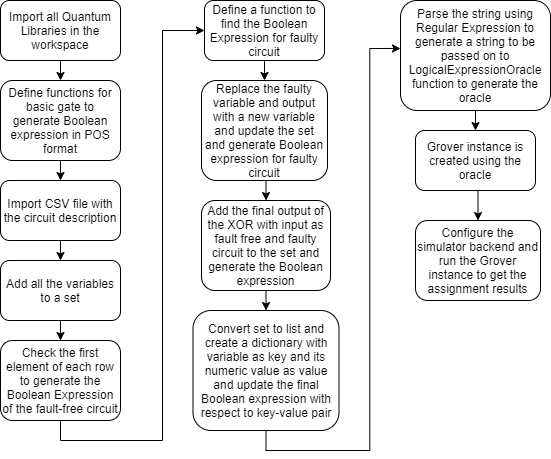 Import all Quantum
Libraries in the
workspace
Define functions for
basic gate to
generate Boolean
expression in POS
format
Import CSV file with
the circuit description
Add all the variables
to a set
Check the first
element of each row
to generate the
Boolean Expression
of the fault-free circuit
Define a function to
find the Boolean
Expression for faulty
circuit
Replace the faulty
variable and output
with a new variable
and update the set
and generate Boolean
expression for faulty
circuit
Add the final output of
the XOR with input as
fault free and faulty
circuit to the set and
generate the Boolean
expression
Convert set to list and
create a dictionary with
variable as key and its
numeric value as value
and update the final
Boolean expression with
respect to key-value pair
Parse the string using
Regular Expression to
generate a string to be
passed on to
LogicalExpressionOracle
function to generate the
oracle
Grover instance is
created using the
oracle
Configure the
simulator backend and
run the Grover
instance to get the
assignment results